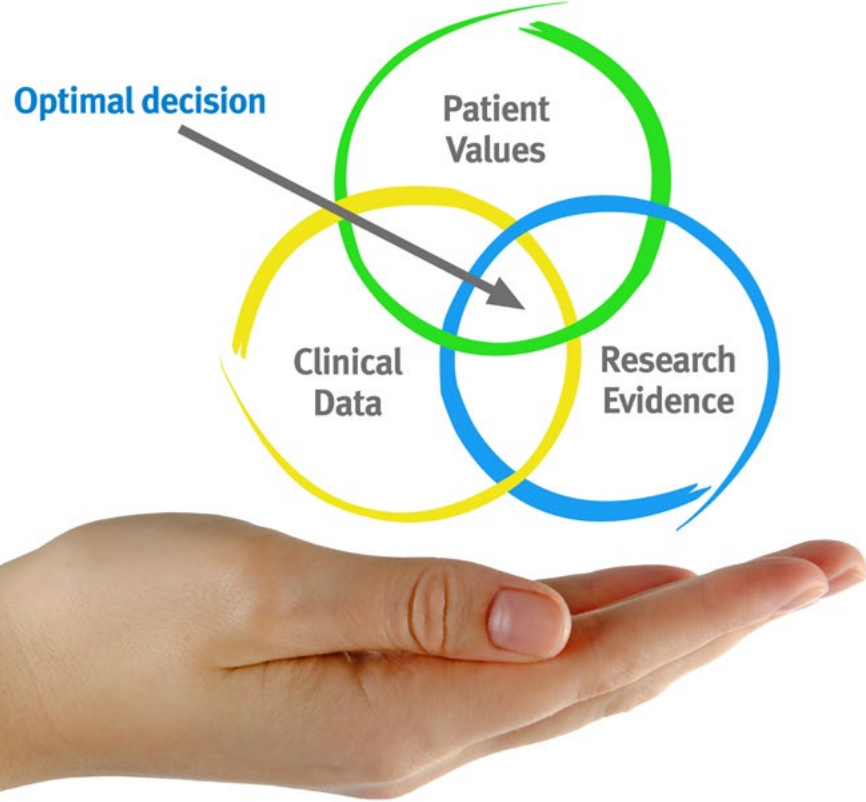 Optimal decision
Patient
Values
Clinical
Data
Research
Evidence